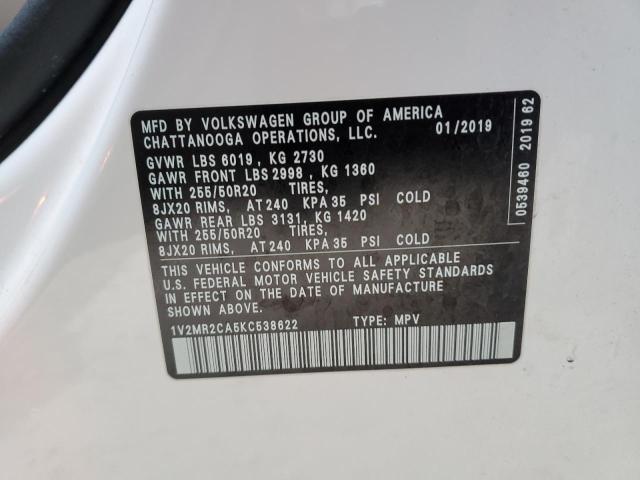 MFD BY VOLKSWAGEN GROUP OF AMERICA
CHATTANOOGA OPERATIONS, LLC. 01/2019
GVWR LBS 6019, KG 2730
GAWR FRONT LBS 2998, KG 1360
WITH 255/50R20 TIRES,
8JX20 RIMS, AT 240 KPA 35 PSI COLD
GAWR REAR LBS 3131, KG 1420
WITH 255/50R20 TIRES,
8JX20 RIMS, AT 240 KPA 35 PSI COLD
THIS VEHICLE CONFORMS TO ALL APPLICABLE
U.S. FEDERAL MOTOR VEHICLE SAFETY STANDARDS
IN EFFECT ON THE DATE OF MANUFACTURE
SHOWN ABOVE.
1V2MR2CA5KC538622 TYPE: MPV
0539460 2019 62